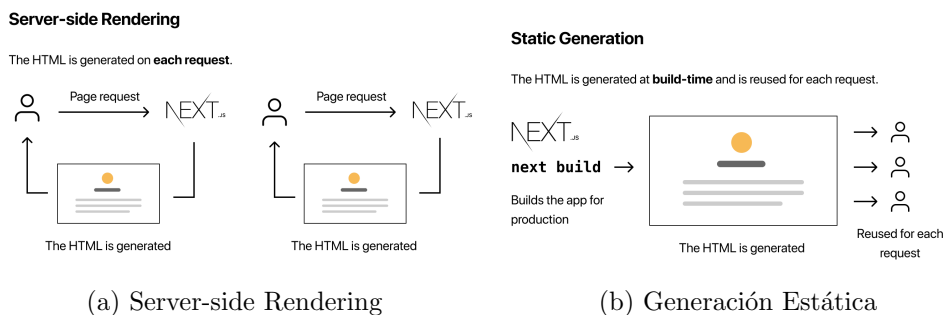 Server-side Rendering
The HTML is generated on each request.
Page request
NEXT.JS
The HTML is generated
Page request
NEXT.JS
The HTML is generated
(a) Server-side Rendering
Static Generation
The HTML is generated at build-time and is reused for each request.
NEXT.JS
next build
Builds the app for
production
The HTML is generated
Reused for each
request
(b) Generación Estática